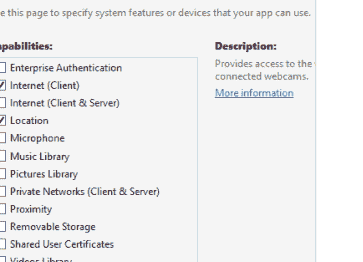 e this page to specify system features or devices that your app can use.
apabilities:
Description:
Enterprise Authentication
Provides access to the
connected webcams.
Internet (Client)
More information
Internet (Client & Server)
Location
Microphone
Music Library
Pictures Library
Private Networks (Client & Server)
Proximity
Removable Storage
Shared User Certificates
Videos Library